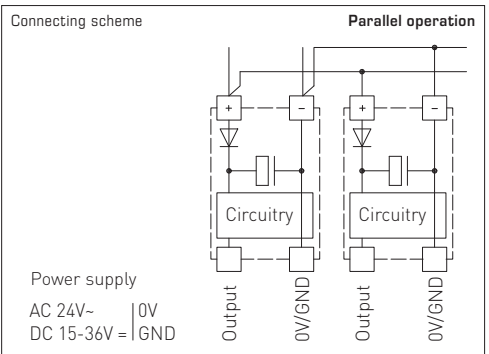 Connecting scheme
Parallel operation
+ − + −
Circuitry
Circuitry
Power supply
AC 24V~ 0V
DC 15-36V = GND
Output
0V/GND
Output
0V/GND